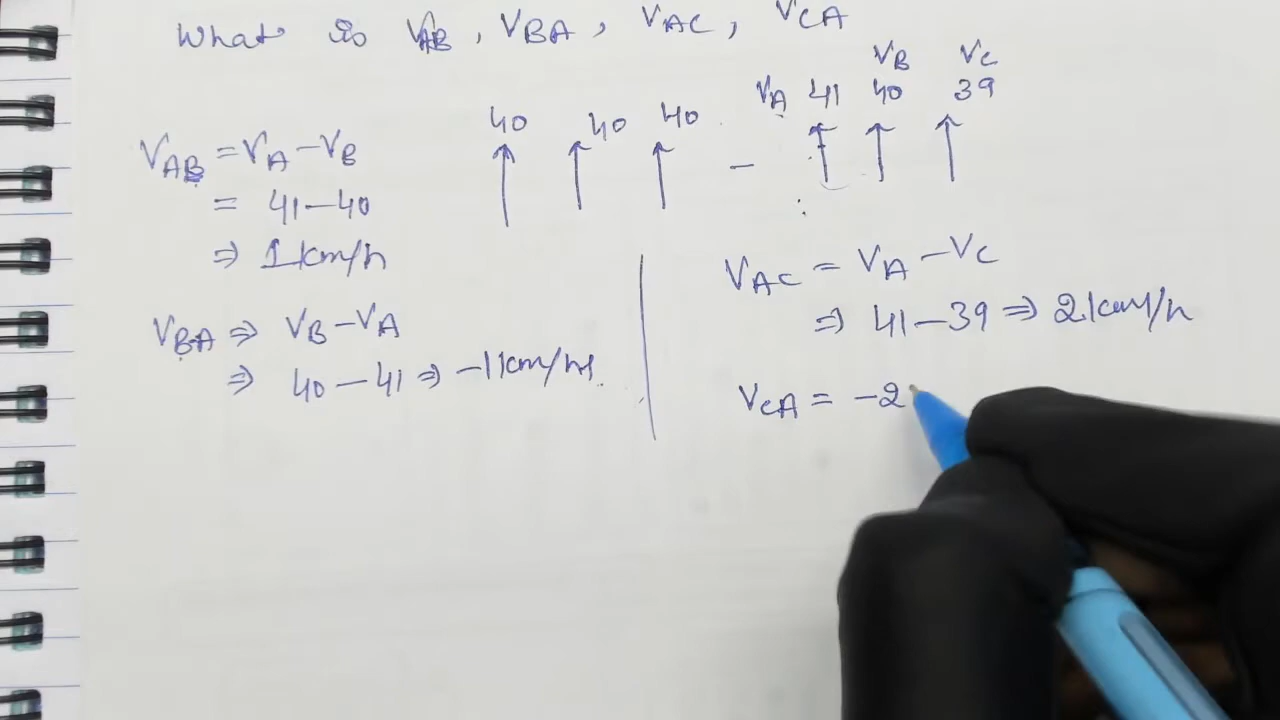 What is VAB, VBA, VAC, VCA
VB VC
VA 41 40 39
40 40 40 -
VAB = VA - VB
= 41 - 40
⇒ 1 km/h
VBA ⇒ VB - VA
⇒ 40 - 41 ⇒ -1 km/hr.
VAC = VA - VC
⇒ 41 - 39 ⇒ 2 km/h
VCA = -2